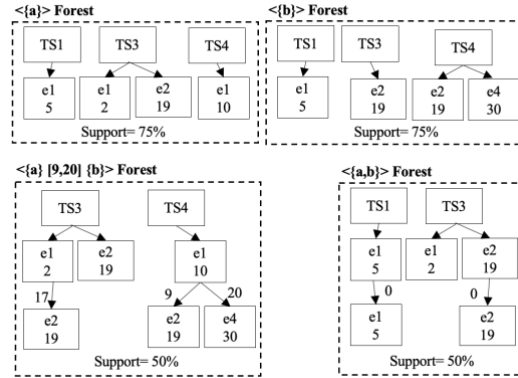 <{a}> Forest
TS1 TS3 TS4
e1 e1 e2 e1
5 2 19 10
Support= 75%
<{b}> Forest
TS1 TS3 TS4
e1 e2 e2 e4
5 19 19 30
Support= 75%
<{a} [9,20] {b}> Forest
TS3 TS4
e1 e2 e1
2 19 10
17 9 20
e2 e2 e4
19 19 30
Support= 50%
<{a,b}> Forest
TS1 TS3
e1 e1 e2
5 2 19
0 0
e1 e2
5 19
Support= 50%